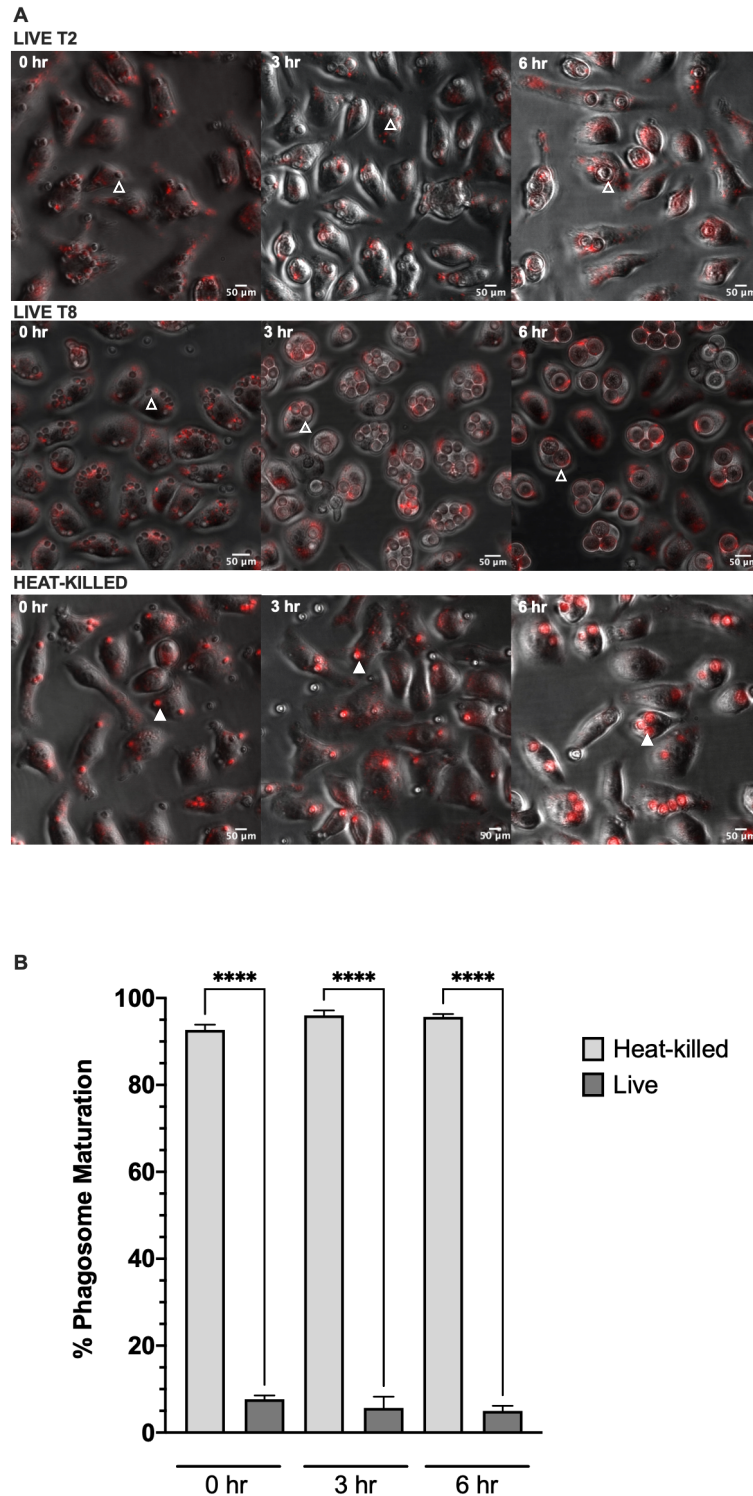 A
LIVE T2
0 hr
3 hr
6 hr
50 µm
50 µm
50 µm
LIVE T8
0 hr
3 hr
6 hr
50 µm
50 µm
50 µm
HEAT-KILLED
0 hr
3 hr
6 hr
50 µm
50 µm
50 µm
B
****
****
****
100
80
60
40
20
0
% Phagosome Maturation
Heat-killed
Live
0 hr
3 hr
6 hr